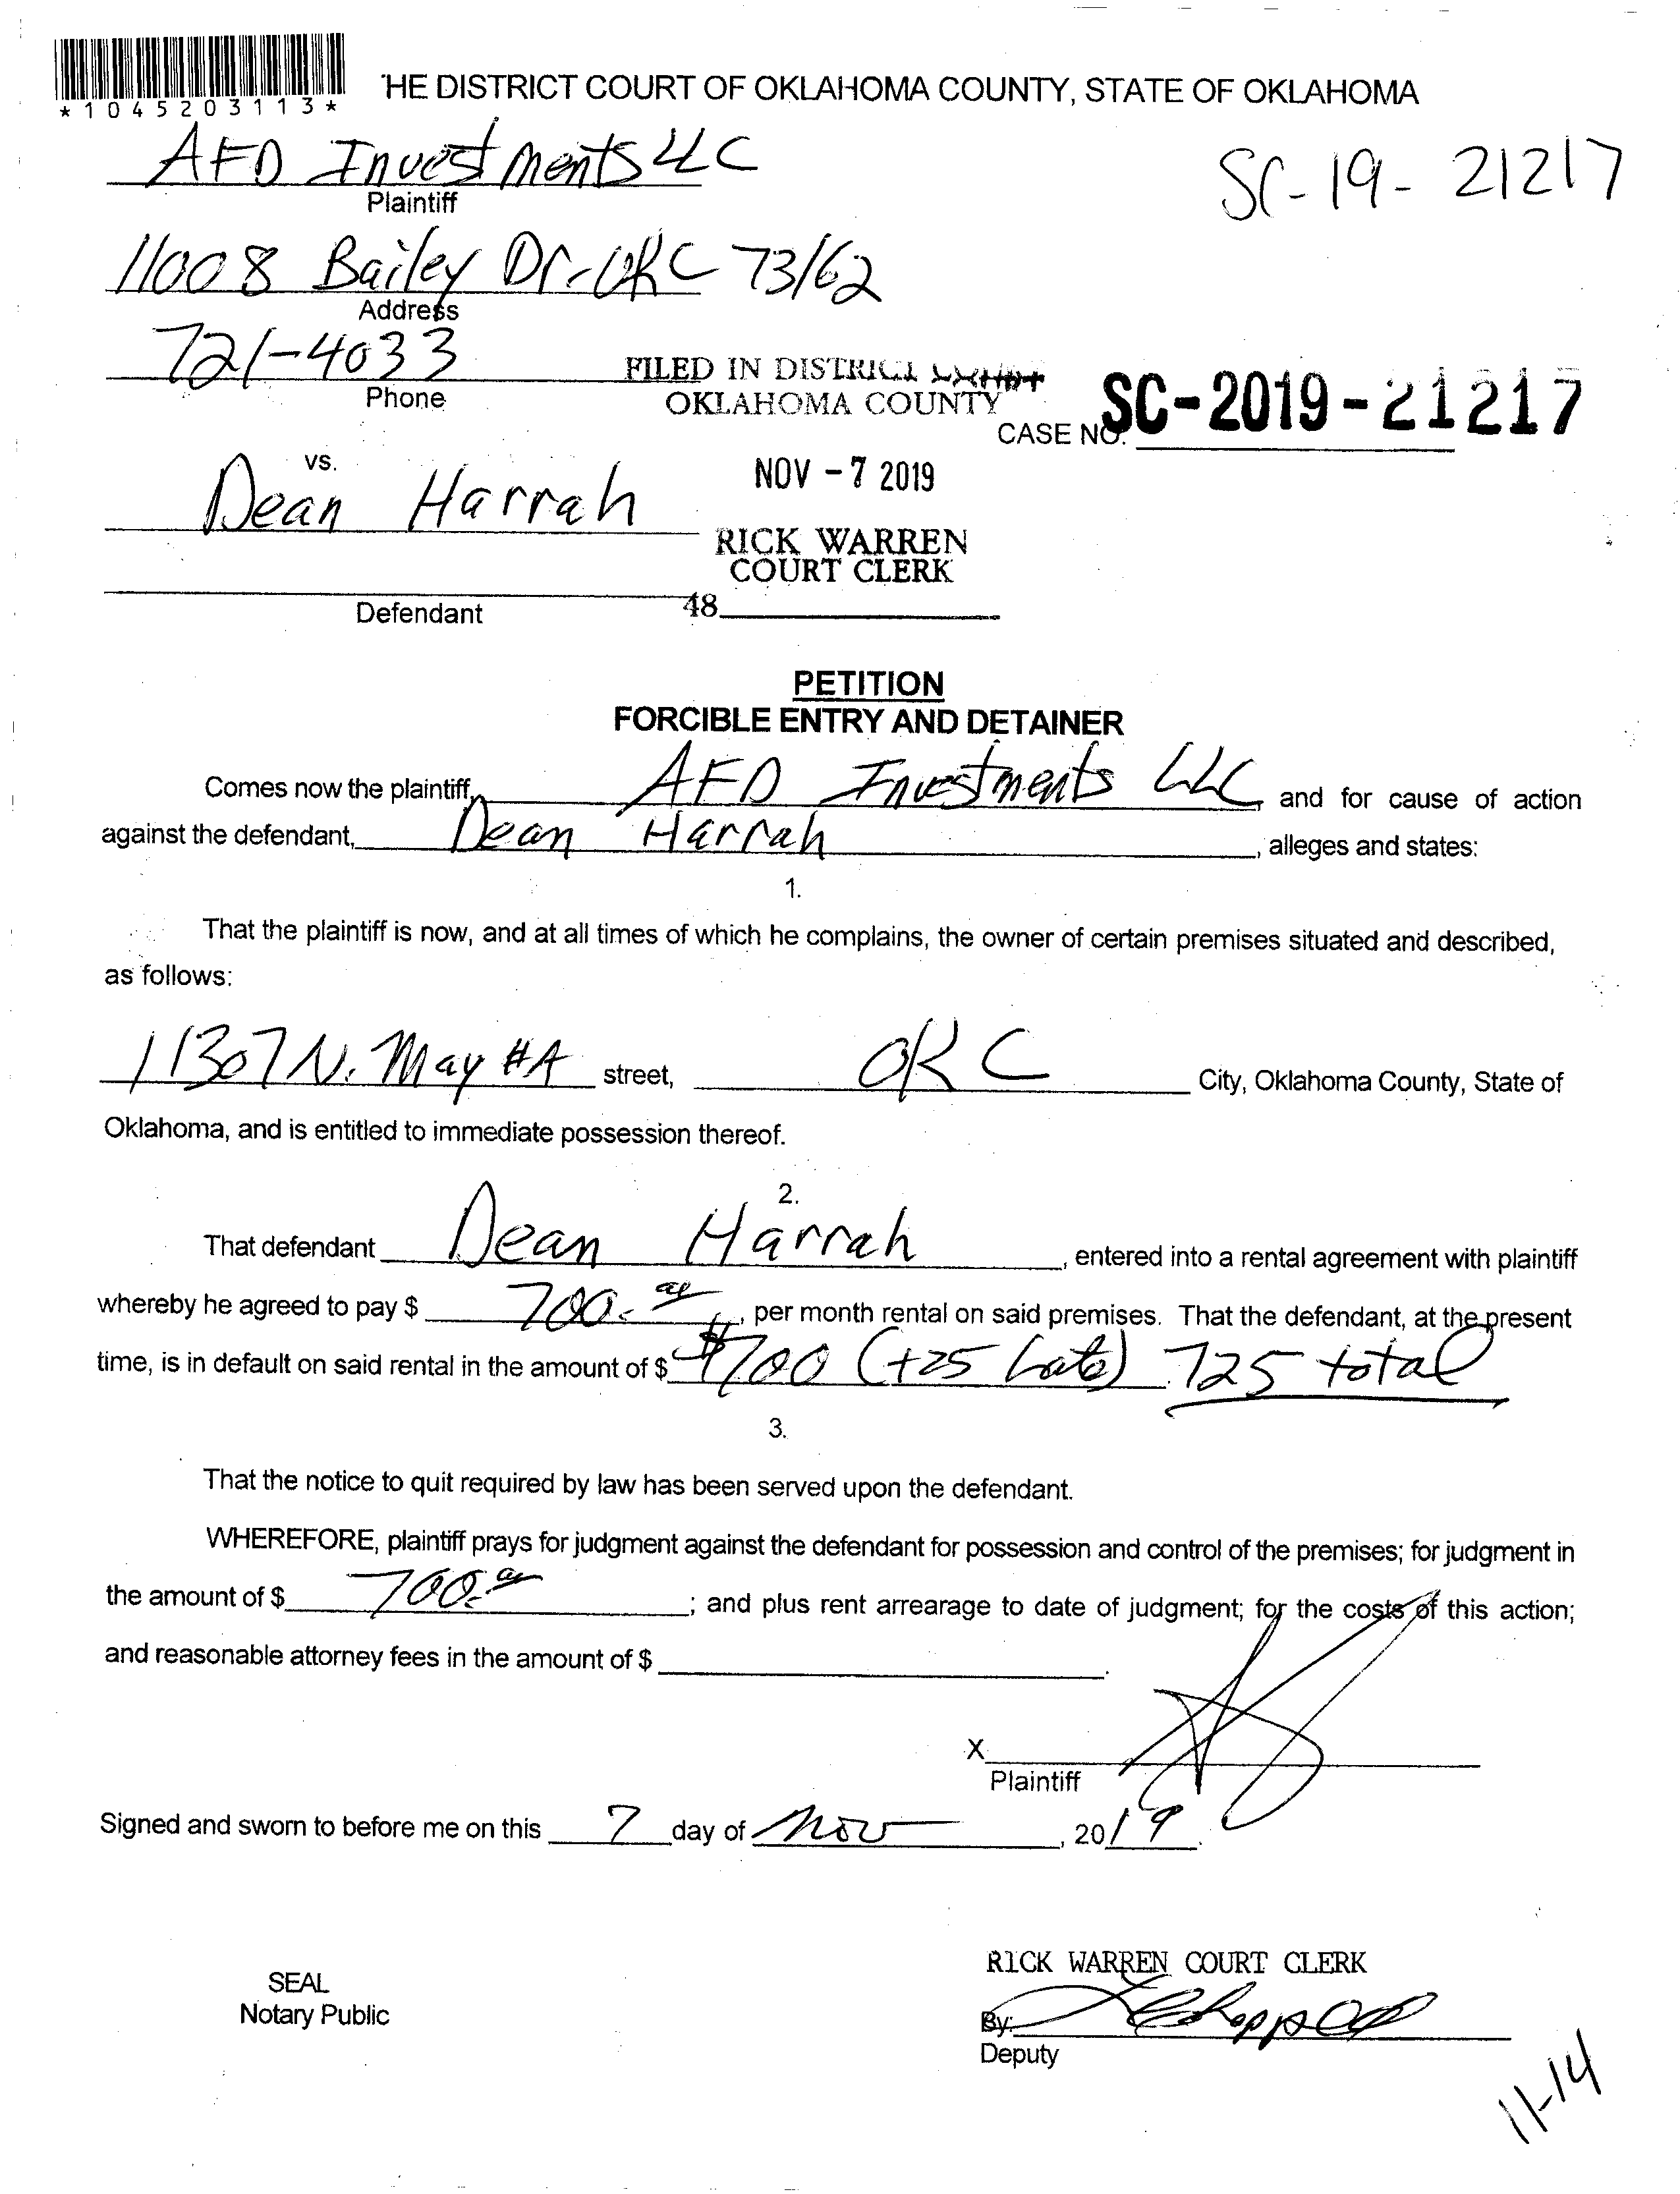 *1045203113*
'HE DISTRICT COURT OF OKLAHOMA COUNTY, STATE OF OKLAHOMA
AFD Investments LLC
Plaintiff
SC-19-21217
11008 Bailey Dr. OKC 73162
Address
721-4033
Phone
FILED IN DISTRICT COURT
OKLAHOMA COUNTY
CASE NO. SC-2019-21217
vs.
NOV - 7 2019
Dean Harrah
RICK WARREN
COURT CLERK
Defendant
48
PETITION
FORCIBLE ENTRY AND DETAINER
Comes now the plaintiff, AFD Investments LLC, and for cause of action
against the defendant, Dean Harrah, alleges and states:
1.
That the plaintiff is now, and at all times of which he complains, the owner of certain premises situated and described,
as follows:
11307 N. May #A street, OKC City, Oklahoma County, State of
Oklahoma, and is entitled to immediate possession thereof.
2.
That defendant Dean Harrah, entered into a rental agreement with plaintiff
whereby he agreed to pay $ 700.00, per month rental on said premises. That the defendant, at the present
time, is in default on said rental in the amount of $ $700 (+25 Late) 725 total
3.
That the notice to quit required by law has been served upon the defendant.
WHEREFORE, plaintiff prays for judgment against the defendant for possession and control of the premises; for judgment in
the amount of $ 700.00; and plus rent arrearage to date of judgment; for the costs of this action;
and reasonable attorney fees in the amount of $ .
X
Plaintiff
Signed and sworn to before me on this 7 day of Nov, 2019.
RICK WARREN COURT CLERK
SEAL
Notary Public
By:
Deputy
11-14